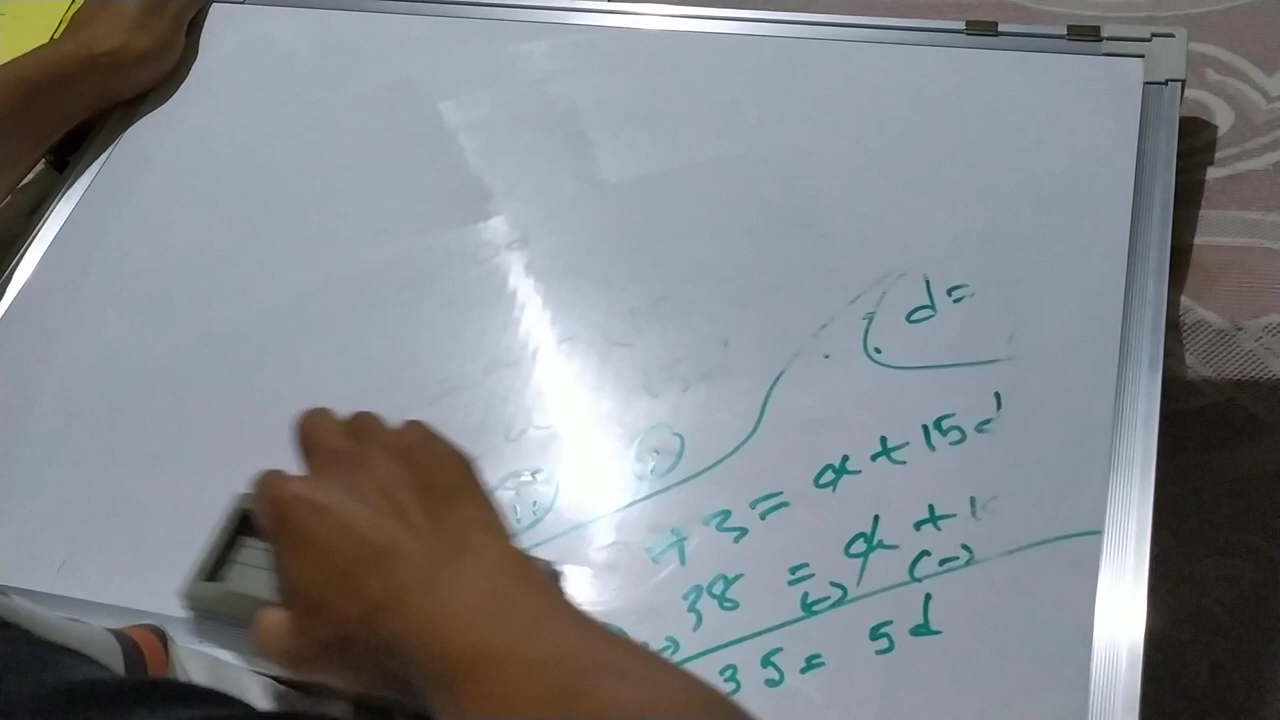 d=
73 = a + 15d
38 = a + 1
(-) (-)
35 = 5d